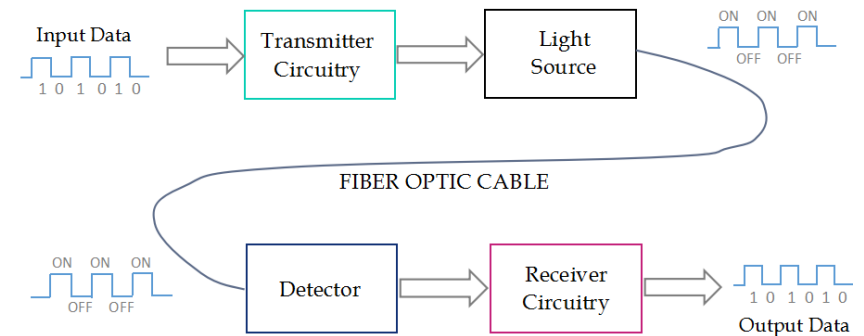 Input Data
1 0 1 0 1 0
Transmitter
Circuitry
Light
Source
ON ON ON
OFF OFF
FIBER OPTIC CABLE
ON ON ON
OFF OFF
Detector
Receiver
Circuitry
1 0 1 0 1 0
Output Data